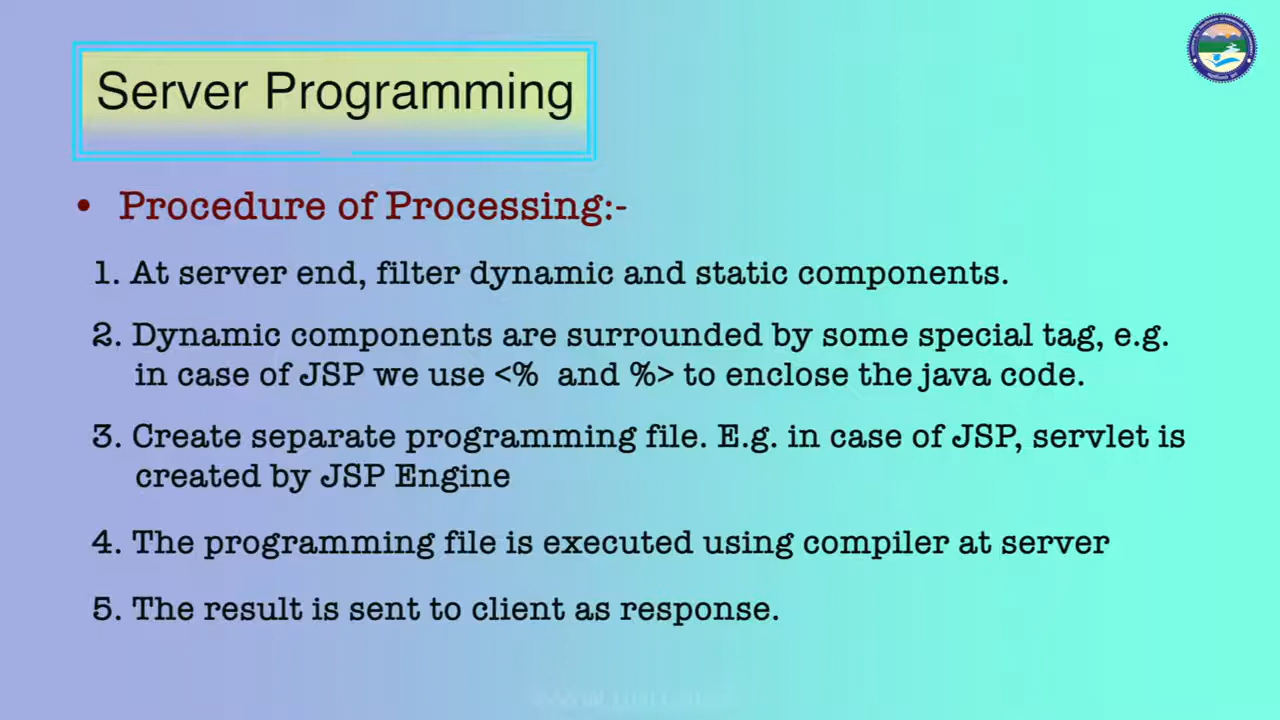 Server Programming
• Procedure of Processing:-
1. At server end, filter dynamic and static components.
2. Dynamic components are surrounded by some special tag, e.g.
in case of JSP we use <% and %> to enclose the java code.
3. Create separate programming file. E.g. in case of JSP, servlet is
created by JSP Engine
4. The programming file is executed using compiler at server
5. The result is sent to client as response.